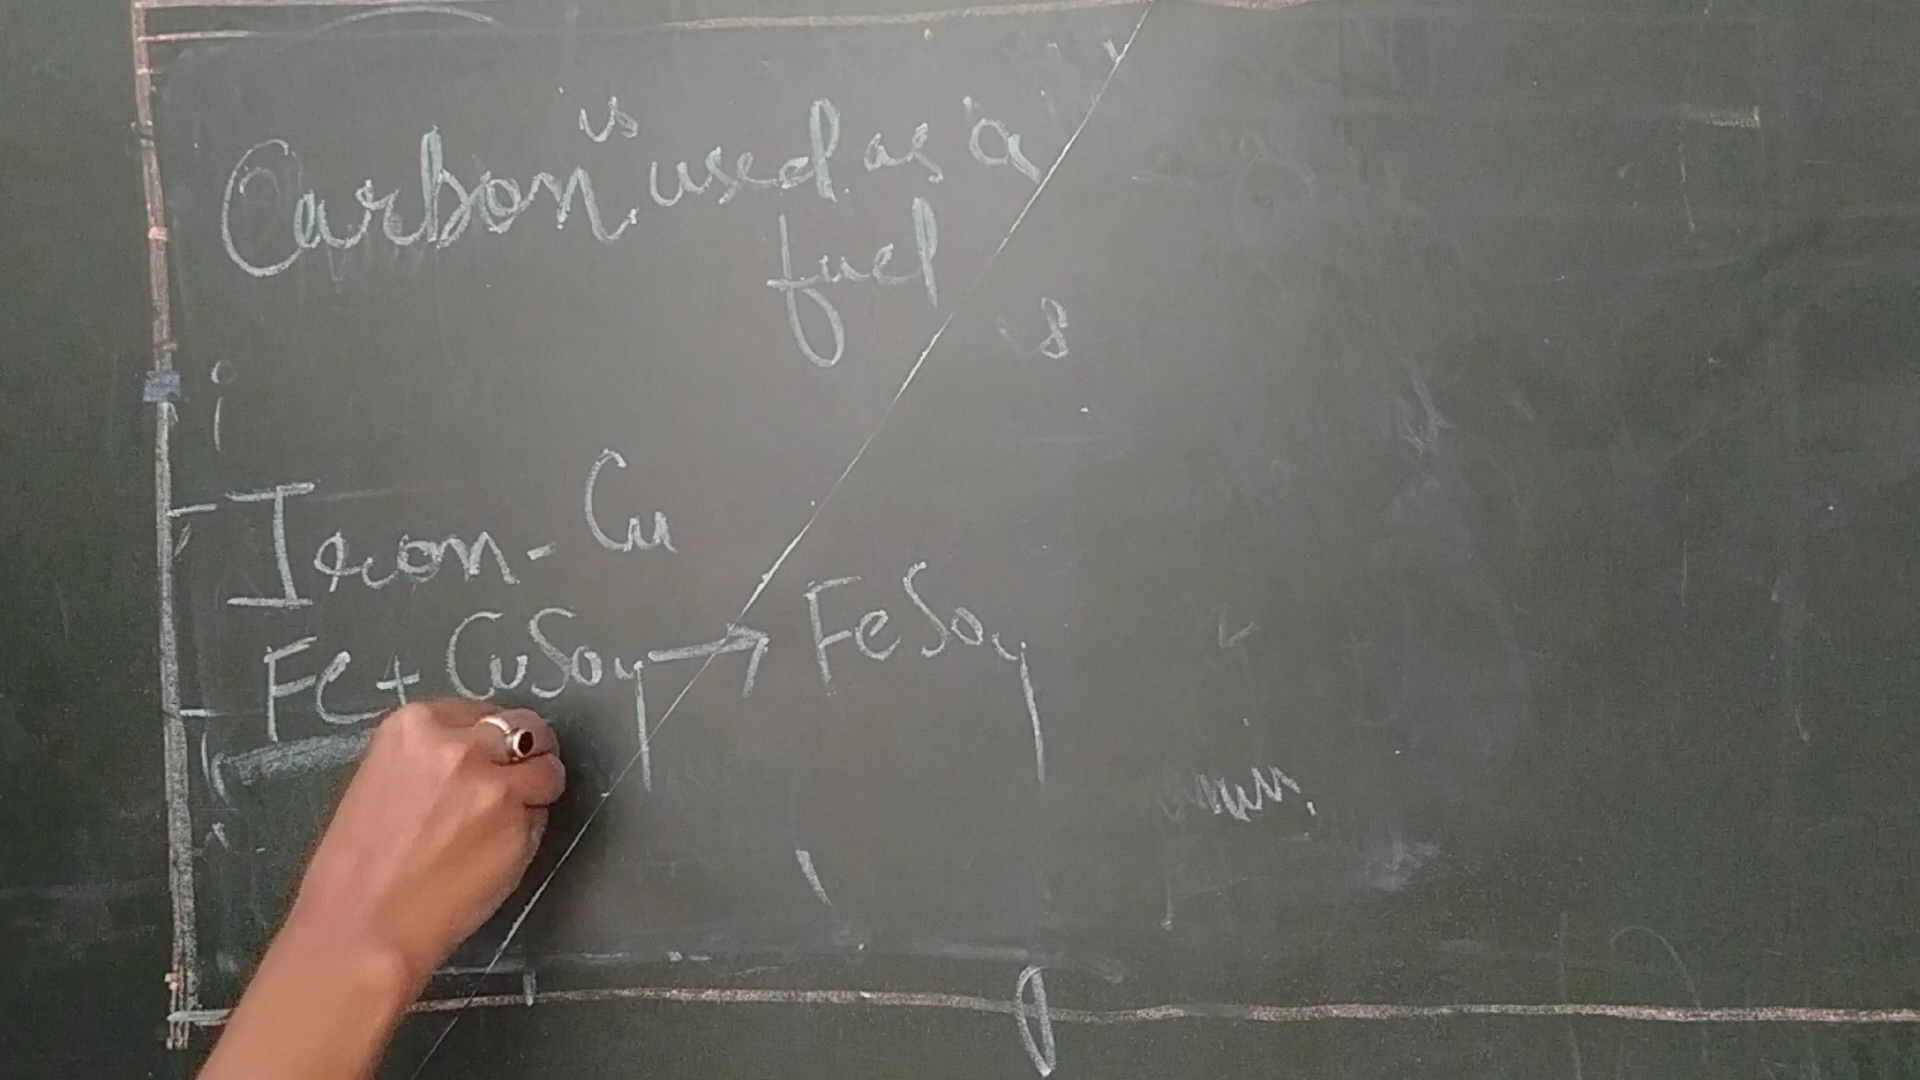 Carbon is used as a
fuel
Iron - Cu
Fe + CuSo4 → FeSo4